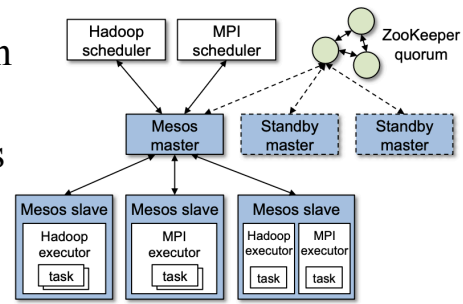 Hadoop
scheduler
MPI
scheduler
ZooKeeper
quorum
n
Mesos
master
Standby
master
Standby
master
s
Mesos slave
Hadoop
executor
task
Mesos slave
MPI
executor
task
Mesos slave
Hadoop
executor
task
MPI
executor
task